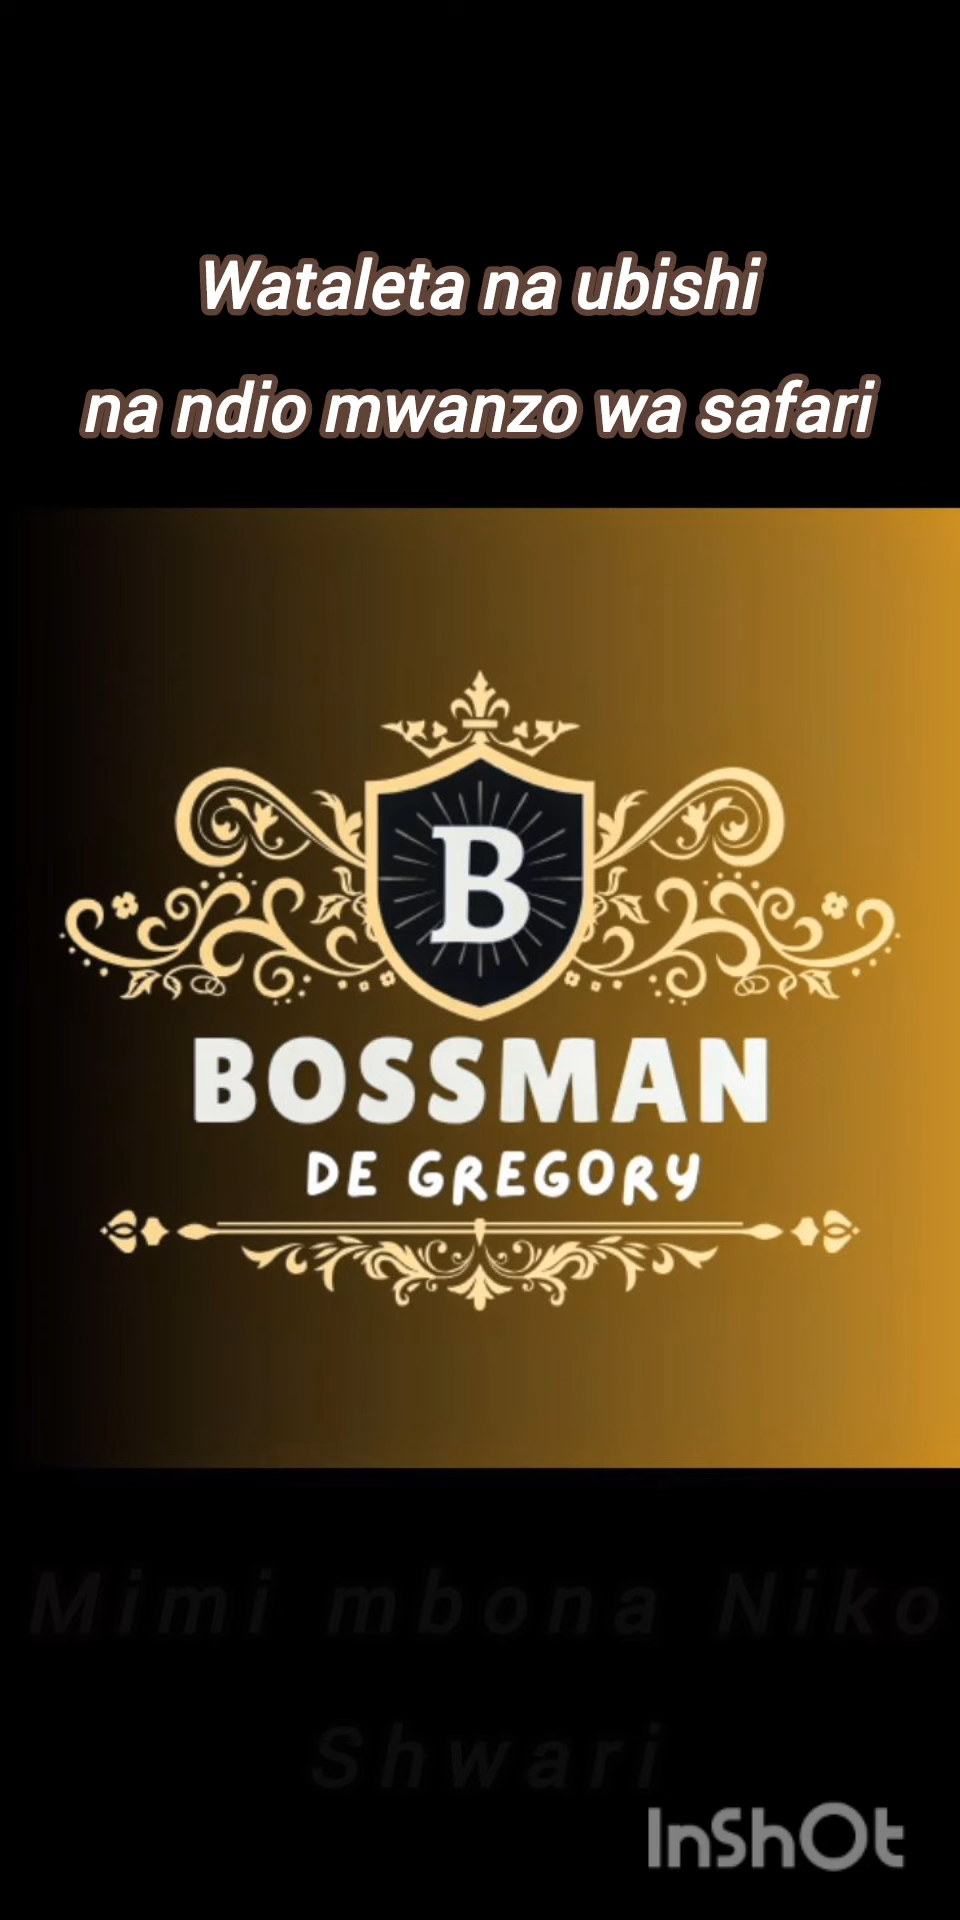 Wataleta na ubishi
na ndio mwanzo wa safari
B
BOSSMAN
DE GREGORY
Mimi mbona Niko
Shwari
InShOt